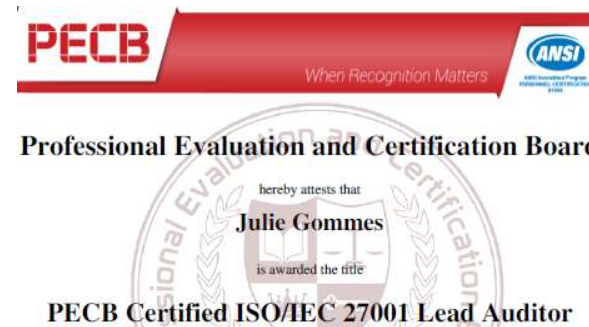 PECB
When Recognition Matters
ANSI
Professional Evaluation and Certification Boar
hereby attests that
Julie Gommes
is awarded the title
PECB Certified ISO/IEC 27001 Lead Auditor